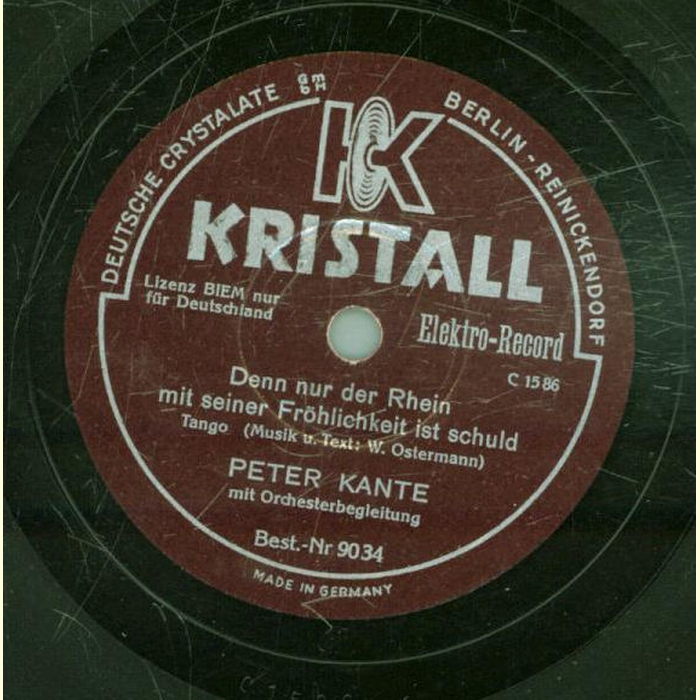 DEUTSCHE CRYSTALATE GmbH
BERLIN-REINICKENDORF
K
KRISTALL
Lizenz BIEM nur
für Deutschland
Elektro-Record
C 1586
Denn nur der Rhein
mit seiner Fröhlichkeit ist schuld
Tango (Musik u. Text: W. Ostermann)
PETER KANTE
mit Orchesterbegleitung
Best.-Nr 9034
MADE IN GERMANY